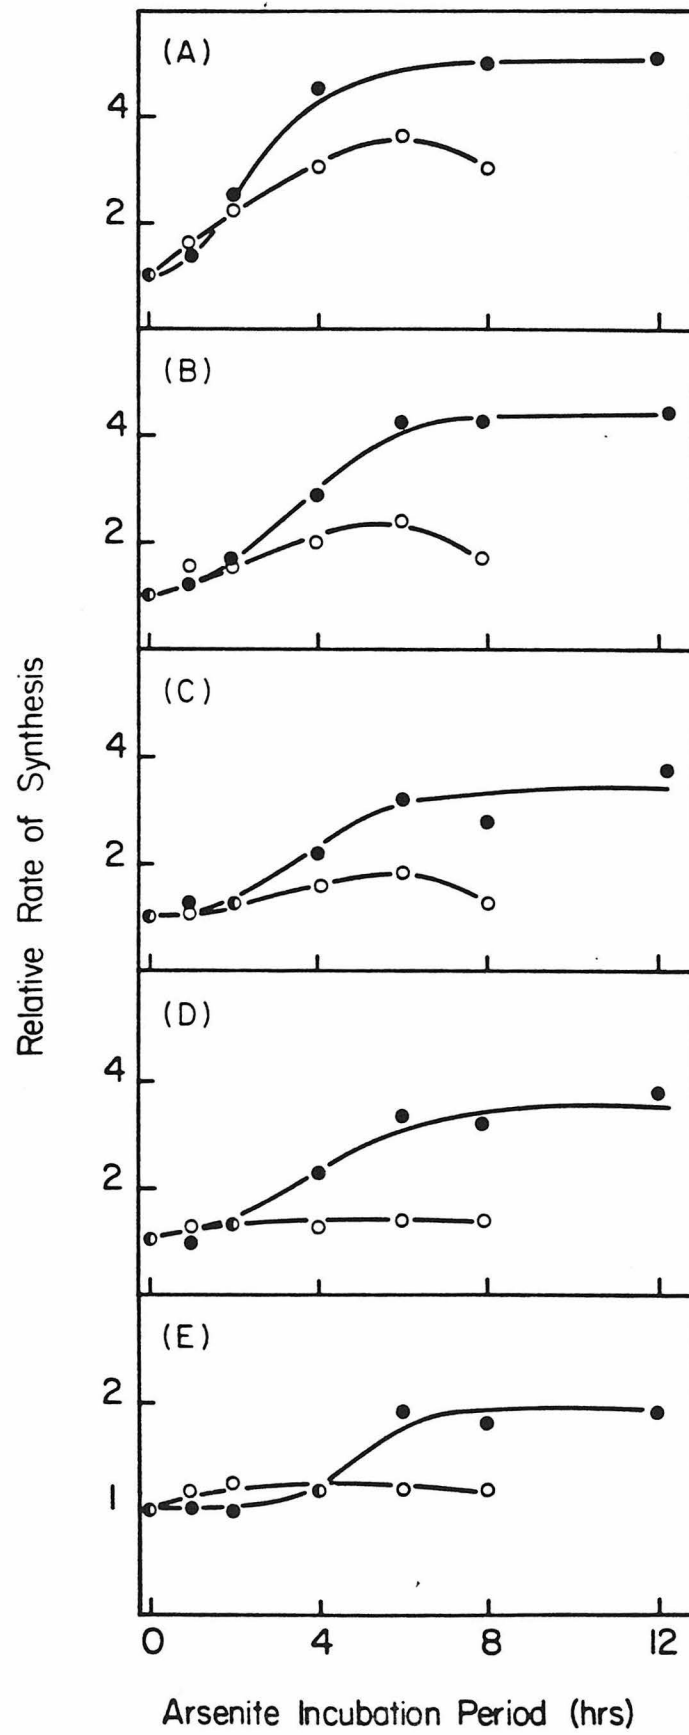 (A)
4
2
(B)
4
2
(C)
4
2
(D)
4
2
(E)
2
1
0 4 8 12
Relative Rate of Synthesis
Arsenite Incubation Period (hrs)